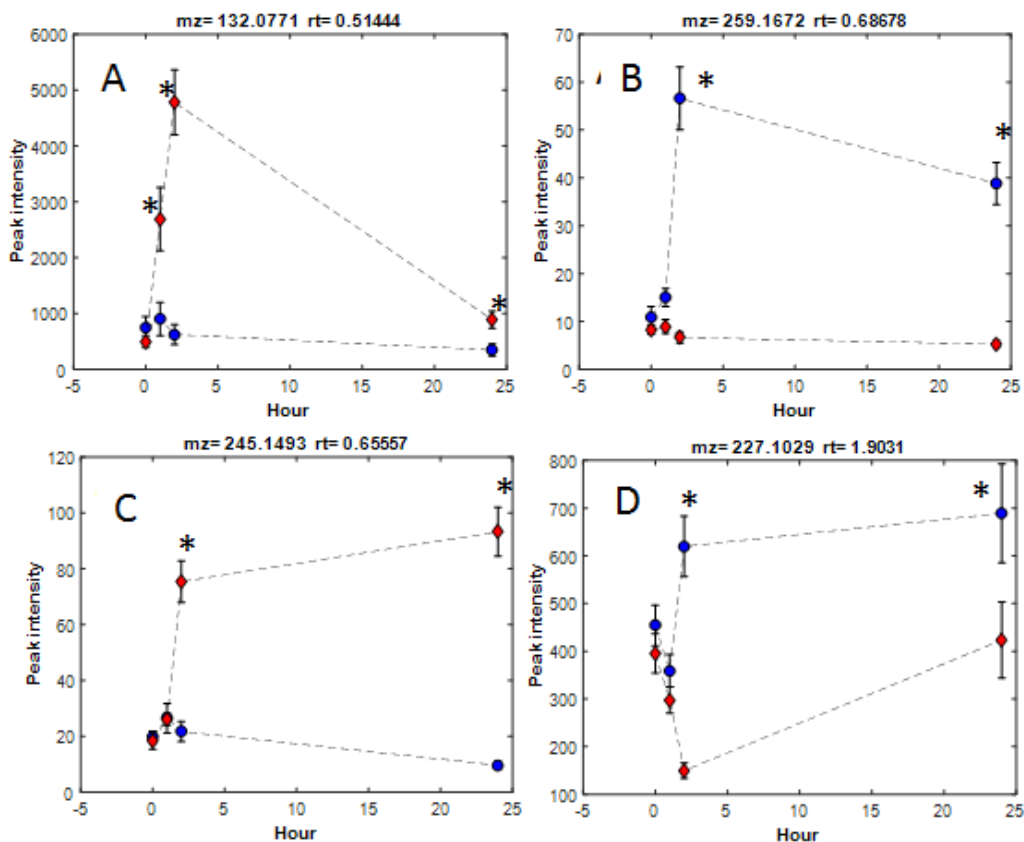 mz= 132.0771 rt= 0.51444
A
*
*
*
6000
5000
4000
3000
2000
1000
0
Peak intensity
-5 0 5 10 15 20 25
Hour
mz= 259.1672 rt= 0.68678
B
*
*
70
60
50
40
30
20
10
0
Peak intensity
-5 0 5 10 15 20 25
Hour
mz= 245.1493 rt= 0.65557
C
*
*
120
100
80
60
40
20
0
Peak intensity
-5 0 5 10 15 20 25
Hour
mz= 227.1029 rt= 1.9031
D
*
*
800
700
600
500
400
300
200
100
Peak intensity
-5 0 5 10 15 20 25
Hour